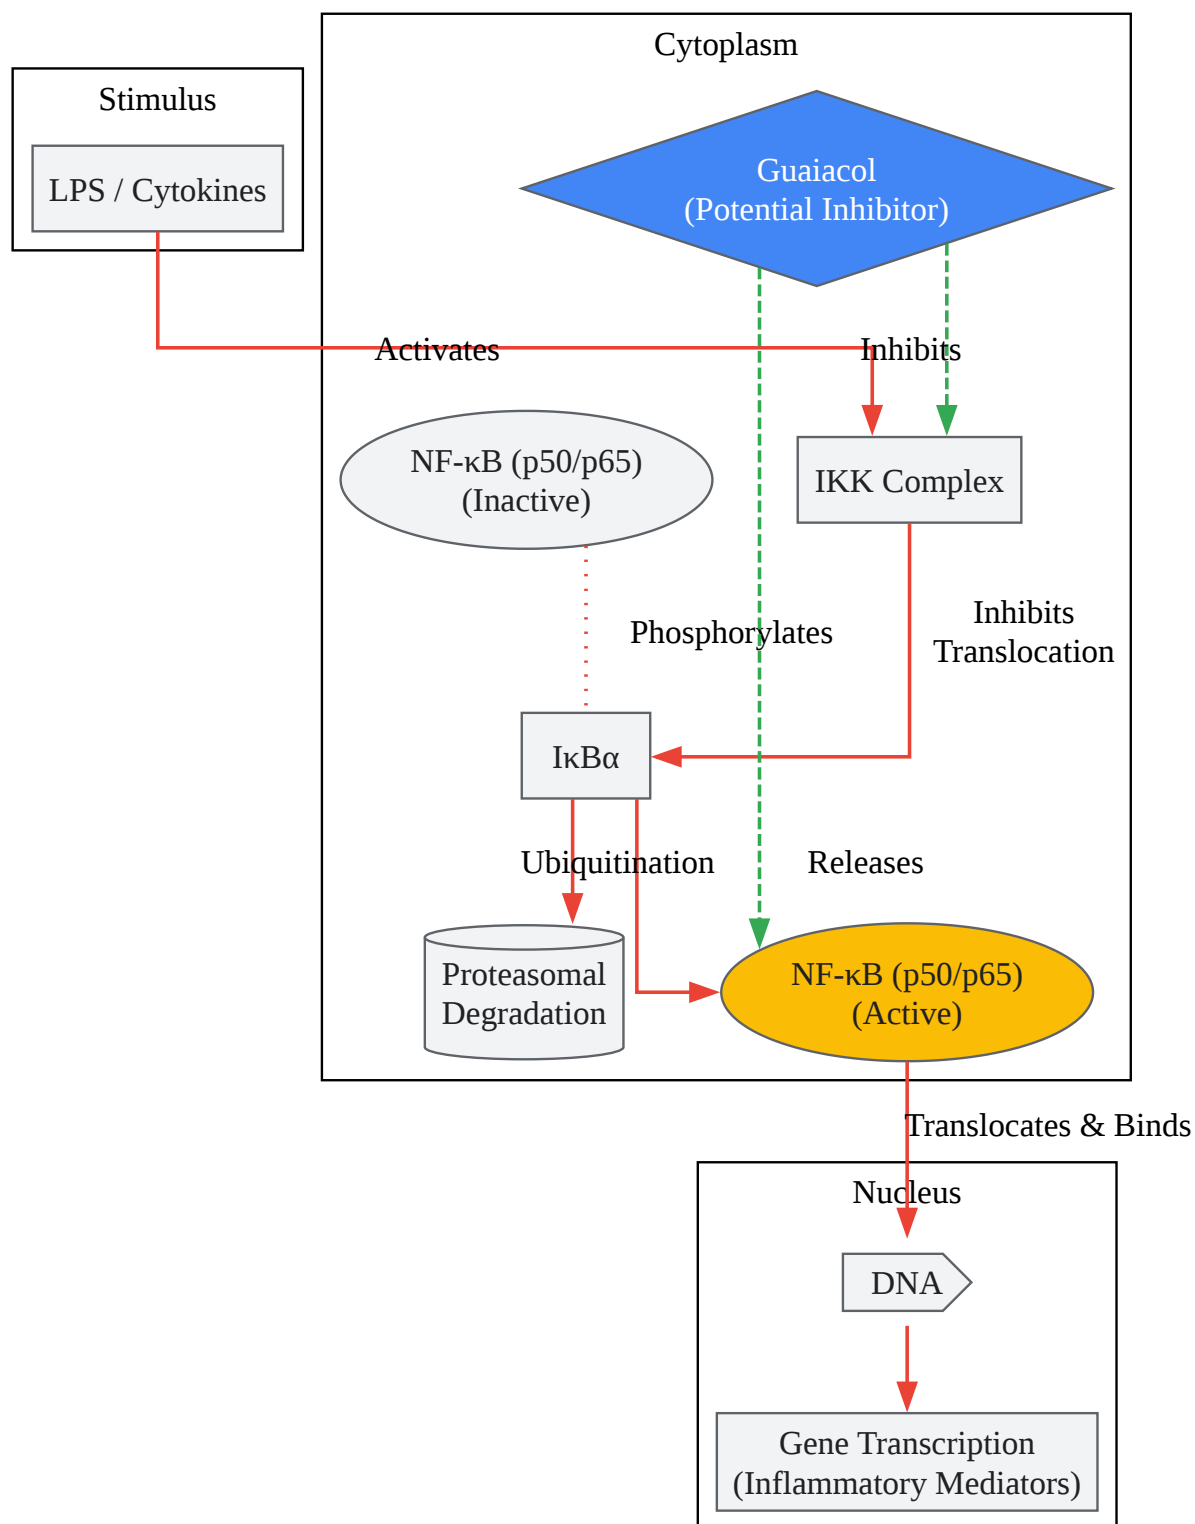 Cytoplasm
Stimulus
LPS / Cytokines
Guaiacol
(Potential Inhibitor)
Activates
Inhibits
NF-κB (p50/p65)
(Inactive)
IKK Complex
Phosphorylates
Inhibits
Translocation
IκBα
Ubiquitination
Releases
Proteasomal
Degradation
NF-κB (p50/p65)
(Active)
Translocates & Binds
Nucleus
DNA
Gene Transcription
(Inflammatory Mediators)